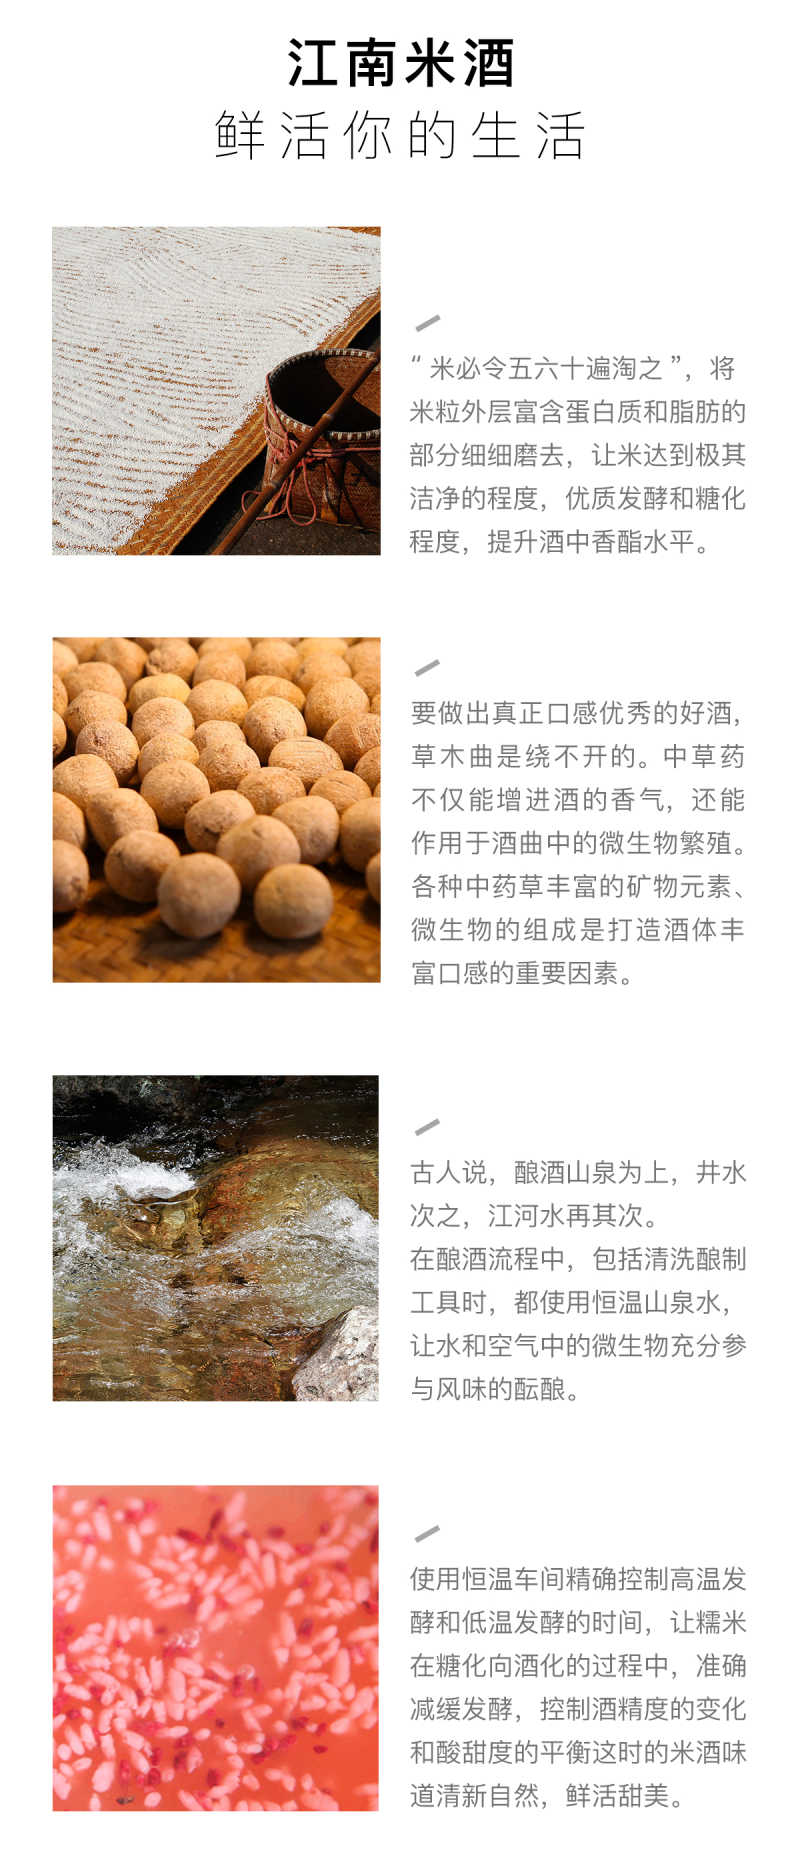 江南米酒
鲜活你的生活
“米必令五六十遍淘之”，将
米粒外层富含蛋白质和脂肪的
部分细细磨去，让米达到极其
洁净的程度，优质发酵和糖化
程度，提升酒中香酯水平。
要做出真正口感优秀的好酒，
草木曲是绕不开的。中草药
不仅能增进酒的香气，还能
作用于酒曲中的微生物繁殖。
各种中药草丰富的矿物元素、
微生物的组成是打造酒体丰
富口感的重要因素。
古人说，酿酒山泉为上，井水
次之，江河水再其次。
在酿酒流程中，包括清洗酿制
工具时，都使用恒温山泉水，
让水和空气中的微生物充分参
与风味的酝酿。
使用恒温车间精确控制高温发
酵和低温发酵的时间，让糯米
在糖化向酒化的过程中，准确
减缓发酵，控制酒精度的变化
和酸甜度的平衡这时的米酒味
道清新自然，鲜活甜美。